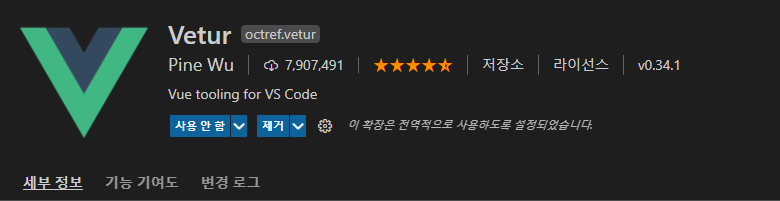 Vetur octref.vetur
Pine Wu 7,907,491 저장소 라이선스 v0.34.1
Vue tooling for VS Code
사용 안 함 제거 이 확장은 전역적으로 사용하도록 설정되었습니다.
세부 정보 기능 기여도 변경 로그